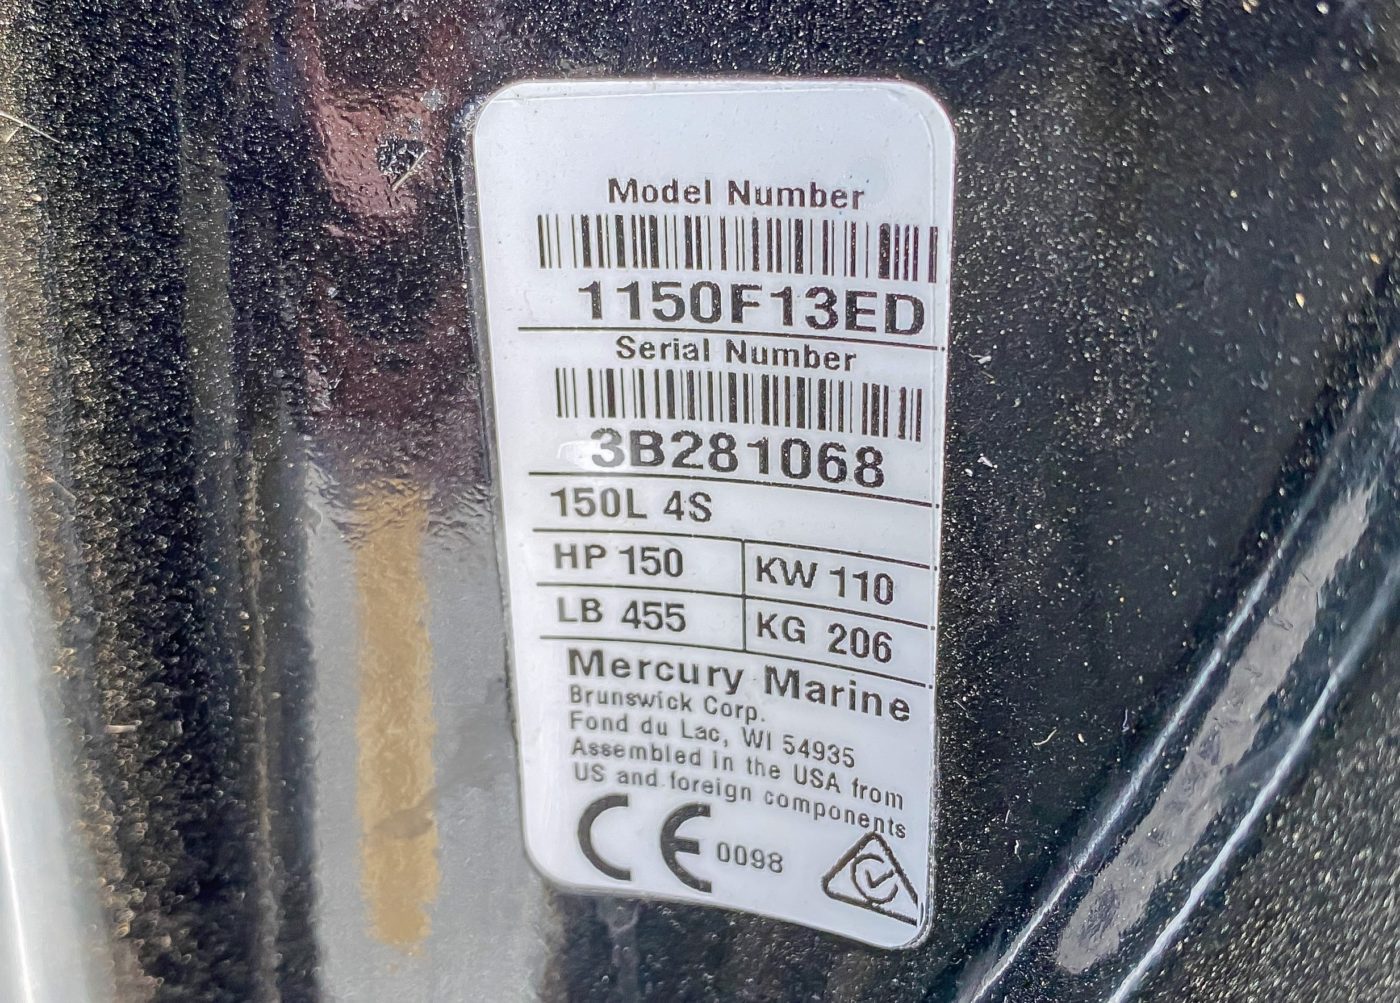 Model Number
1150F13ED
Serial Number
3B281068
150L 4S
HP 150 KW 110
LB 455 KG 206
Mercury Marine
Brunswick Corp.
Fond du Lac, WI 54935
Assembled in the USA from
US and foreign components
CE 0098